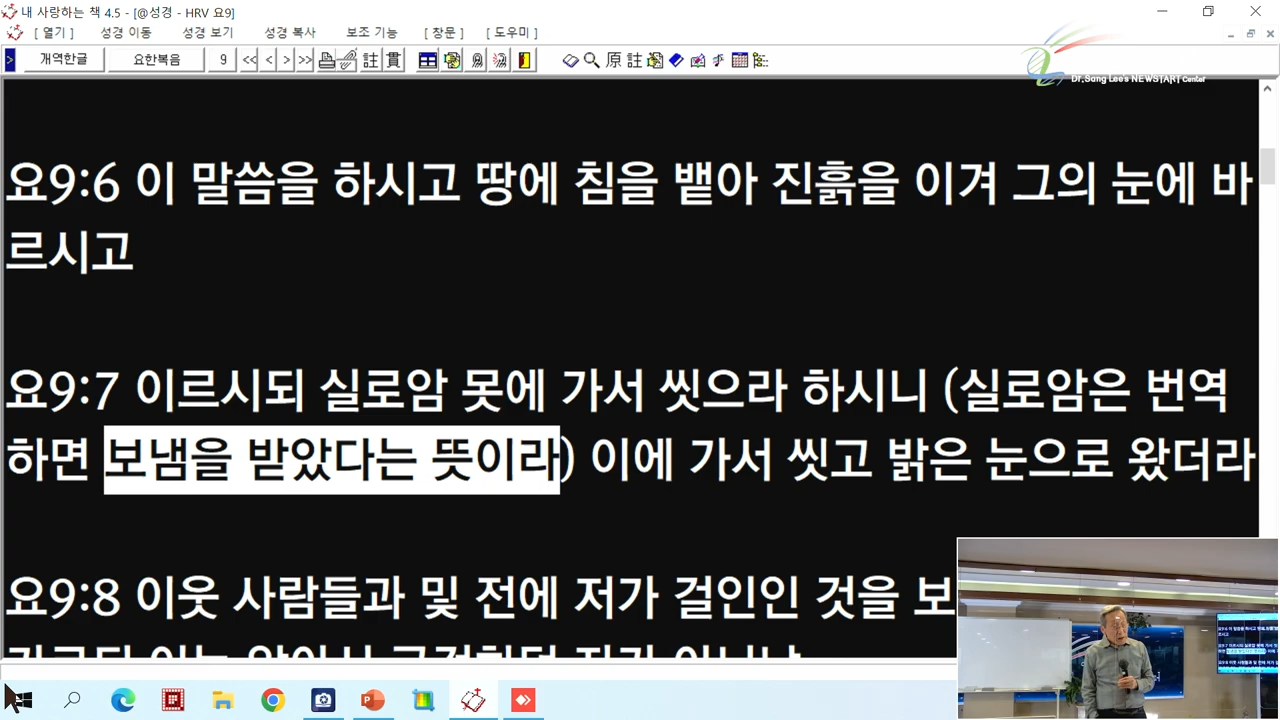 내 사랑하는 책 4.5 - [@성경 - HRV 요9]
[ 열기 ] 성경 이동 성경 보기 성경 복사 보조 기능 [ 창문 ] [ 도우미 ]
개역한글 요한복음 9 << < > >> 註 貫 原 註
Dr.Sang Lee's NEWSTART Center
요9:6 이 말씀을 하시고 땅에 침을 뱉아 진흙을 이겨 그의 눈에 바
르시고
요9:7 이르시되 실로암 못에 가서 씻으라 하시니 (실로암은 번역
하면 보냄을 받았다는 뜻이라) 이에 가서 씻고 밝은 눈으로 왔더라
요9:8 이웃 사람들과 및 전에 저가 걸인인 것을 보